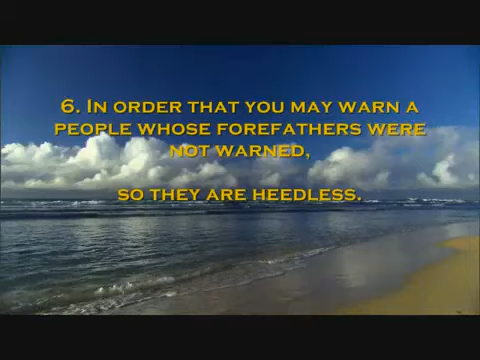 6. In order that you may warn a
people whose forefathers were
not warned,
so they are heedless.